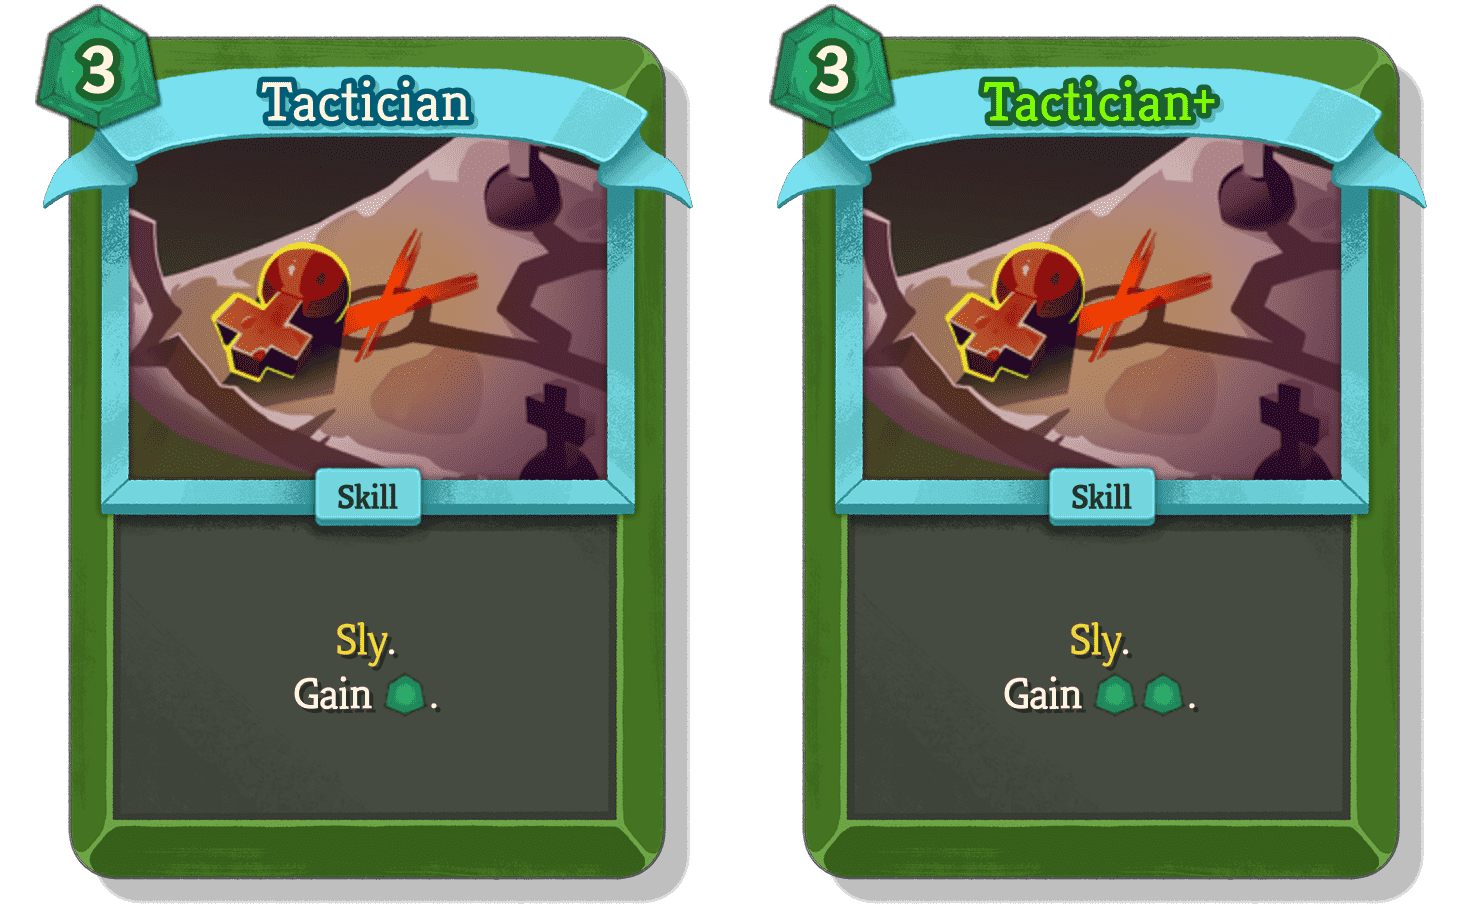 3
Tactician
Skill
Sly.
Gain .
3
Tactician+
Skill
Sly.
Gain .